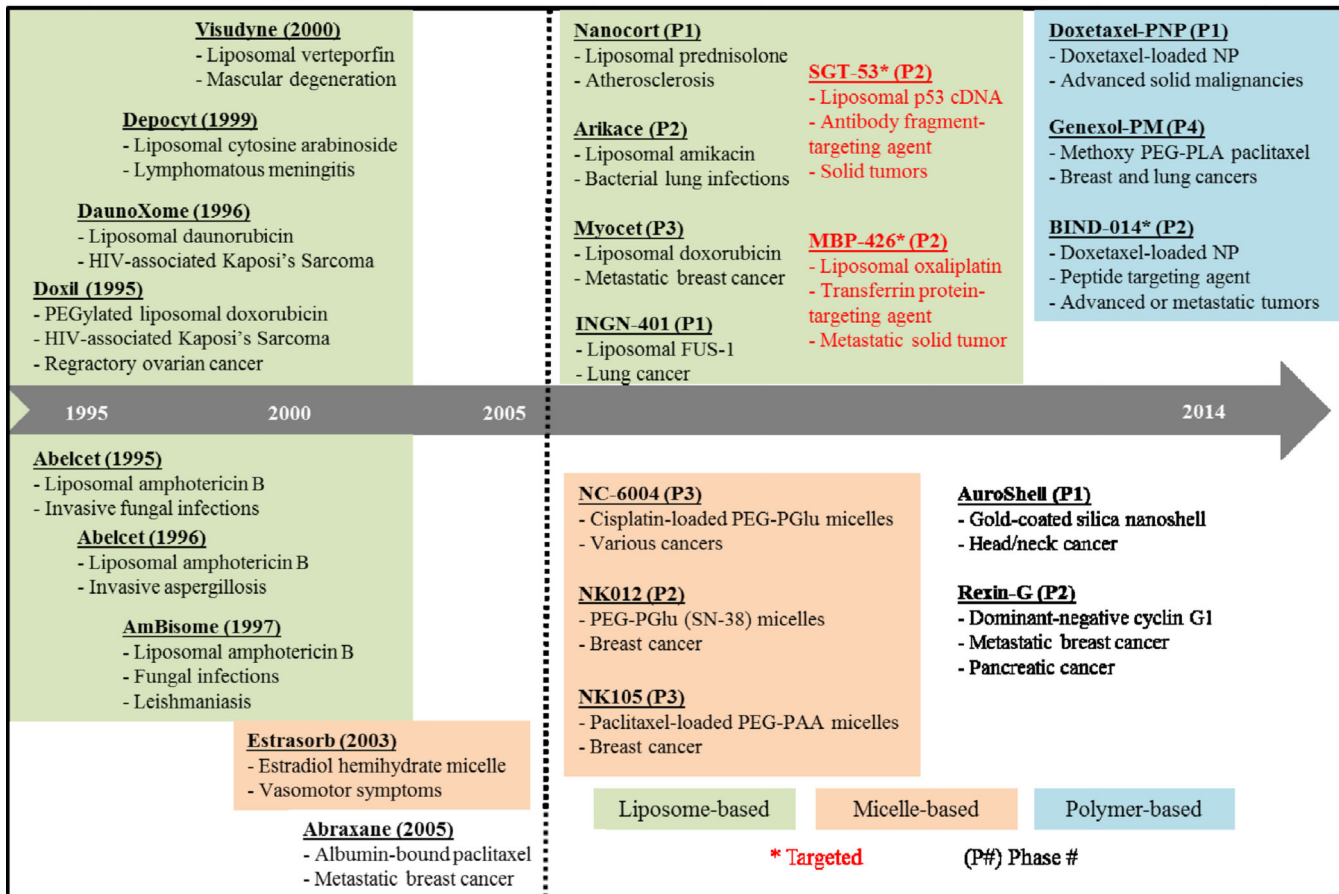 Visudyne (2000)
- Liposomal verteporfin
- Mascular degeneration
Depocyt (1999)
- Liposomal cytosine arabinoside
- Lymphomatous meningitis
DaunoXome (1996)
- Liposomal daunorubicin
- HIV-associated Kaposi's Sarcoma
Doxil (1995)
- PEGylated liposomal doxorubicin
- HIV-associated Kaposi's Sarcoma
- Regractory ovarian cancer
Nanocort (P1)
- Liposomal prednisolone
- Atherosclerosis
Arikace (P2)
- Liposomal amikacin
- Bacterial lung infections
Myocet (P3)
- Liposomal doxorubicin
- Metastatic breast cancer
INGN-401 (P1)
- Liposomal FUS-1
- Lung cancer
SGT-53* (P2)
- Liposomal p53 cDNA
- Antibody fragment-
targeting agent
- Solid tumors
MBP-426* (P2)
- Liposomal oxaliplatin
- Transferrin protein-
targeting agent
- Metastatic solid tumor
Doxetaxel-PNP (P1)
- Doxetaxel-loaded NP
- Advanced solid malignancies
Genexol-PM (P4)
- Methoxy PEG-PLA paclitaxel
- Breast and lung cancers
BIND-014* (P2)
- Doxetaxel-loaded NP
- Peptide targeting agent
- Advanced or metastatic tumors
1995 2000 2005 2014
Abelcet (1995)
- Liposomal amphotericin B
- Invasive fungal infections
Abelcet (1996)
- Liposomal amphotericin B
- Invasive aspergillosis
AmBisome (1997)
- Liposomal amphotericin B
- Fungal infections
- Leishmaniasis
Estrasorb (2003)
- Estradiol hemihydrate micelle
- Vasomotor symptoms
Abraxane (2005)
- Albumin-bound paclitaxel
- Metastatic breast cancer
NC-6004 (P3)
- Cisplatin-loaded PEG-PGlu micelles
- Various cancers
NK012 (P2)
- PEG-PGlu (SN-38) micelles
- Breast cancer
NK105 (P3)
- Paclitaxel-loaded PEG-PAA micelles
- Breast cancer
AuroShell (P1)
- Gold-coated silica nanoshell
- Head/neck cancer
Rexin-G (P2)
- Dominant-negative cyclin G1
- Metastatic breast cancer
- Pancreatic cancer
Liposome-based Micelle-based Polymer-based
* Targeted (P#) Phase #